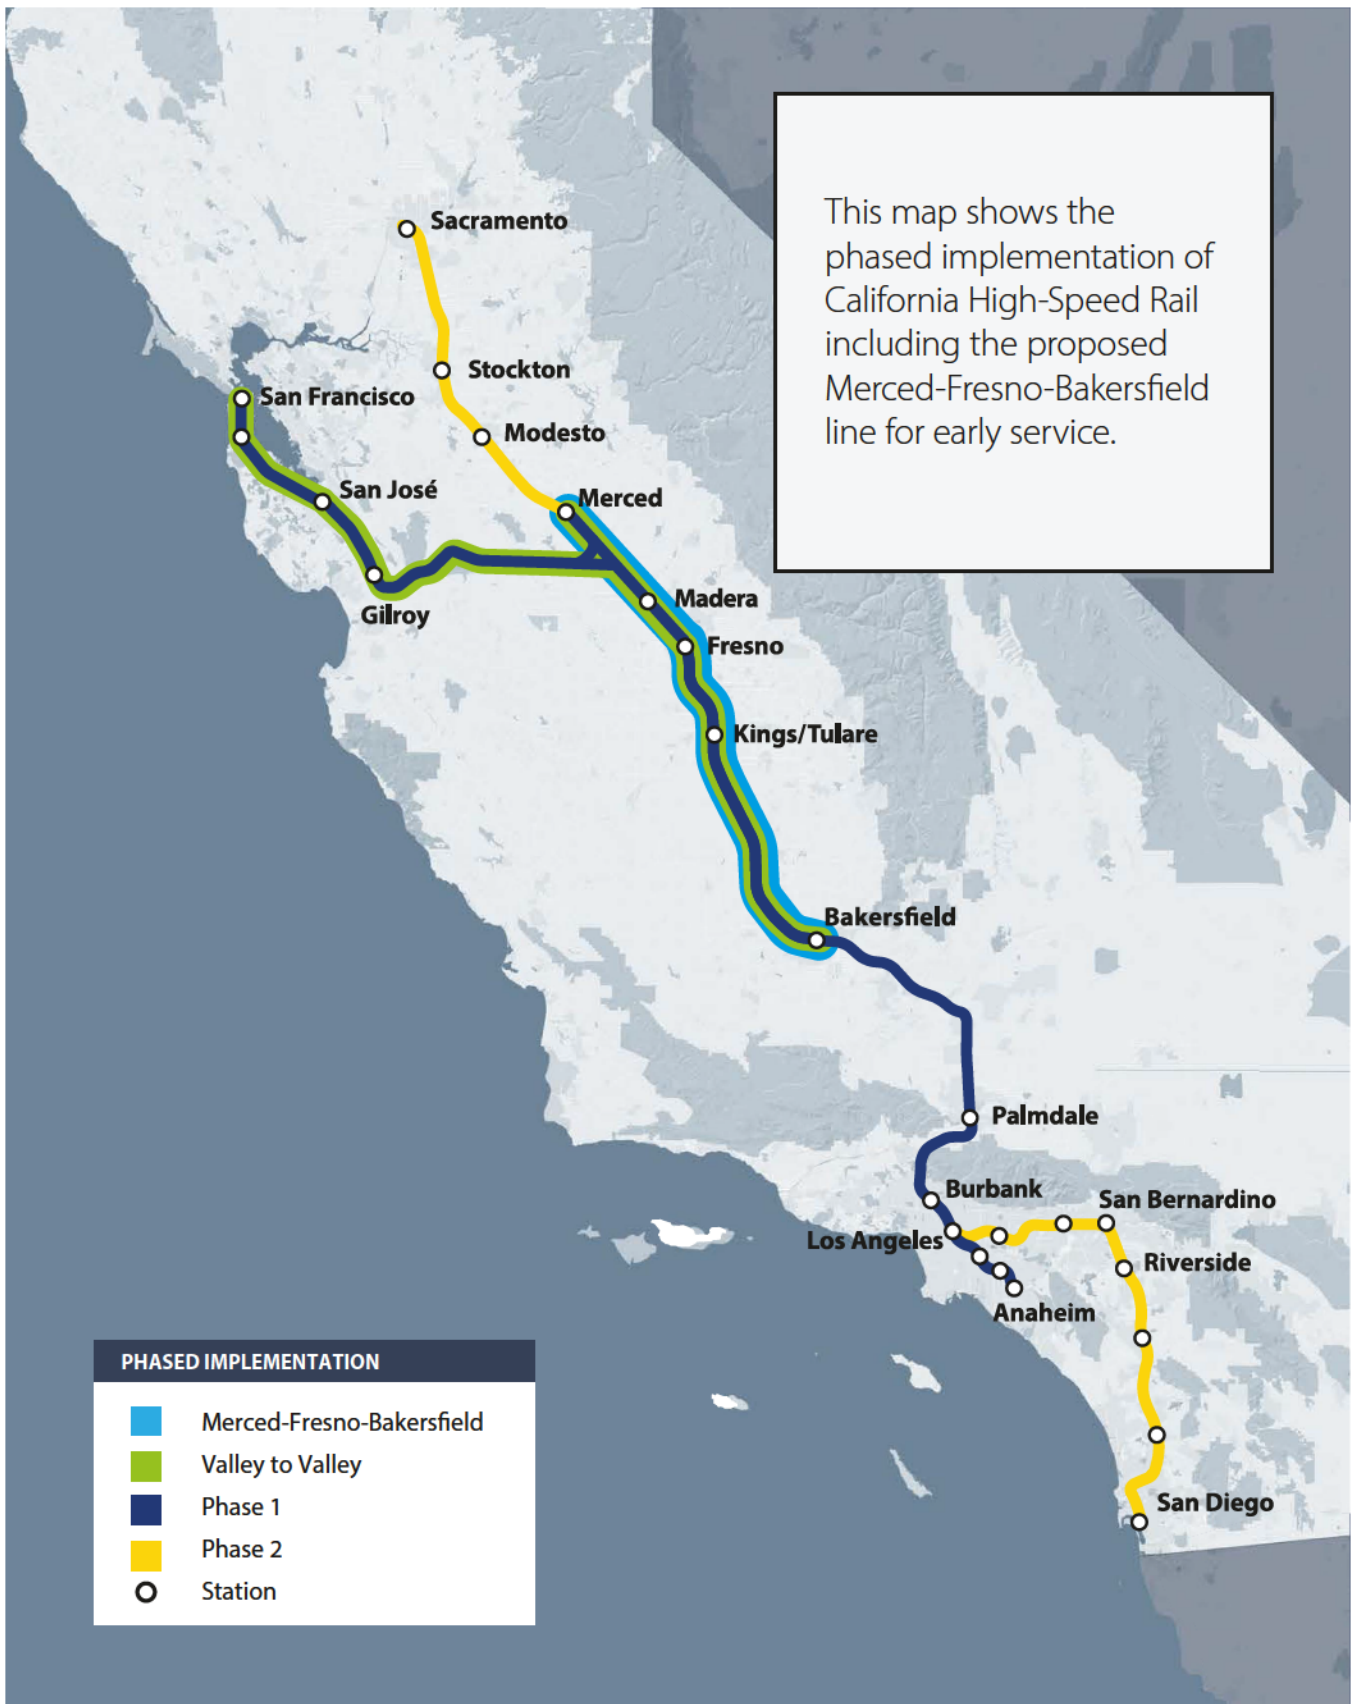 This map shows the
phased implementation of
California High-Speed Rail
including the proposed
Merced-Fresno-Bakersfield
line for early service.
Sacramento
Stockton
San Francisco
Modesto
San José
Merced
Gilroy
Madera
Fresno
Kings/Tulare
Bakersfield
Palmdale
Burbank
San Bernardino
Los Angeles
Riverside
Anaheim
San Diego
PHASED IMPLEMENTATION
Merced-Fresno-Bakersfield
Valley to Valley
Phase 1
Phase 2
Station